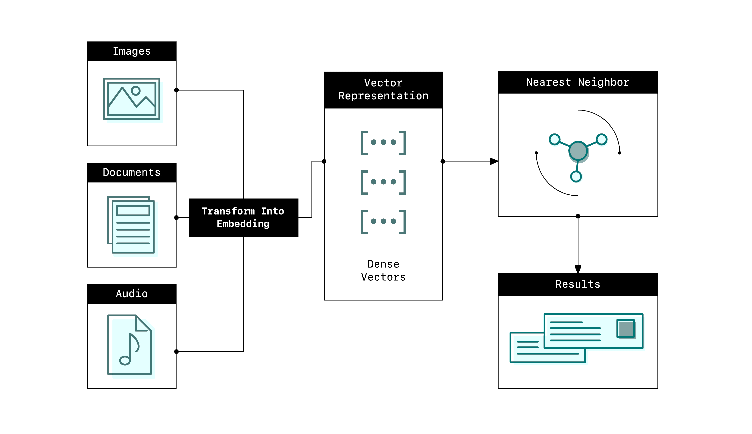 Images
Documents
Audio
Transform Into
Embedding
Vector
Representation
[•••]
[•••]
[•••]
Dense
Vectors
Nearest Neighbor
Results